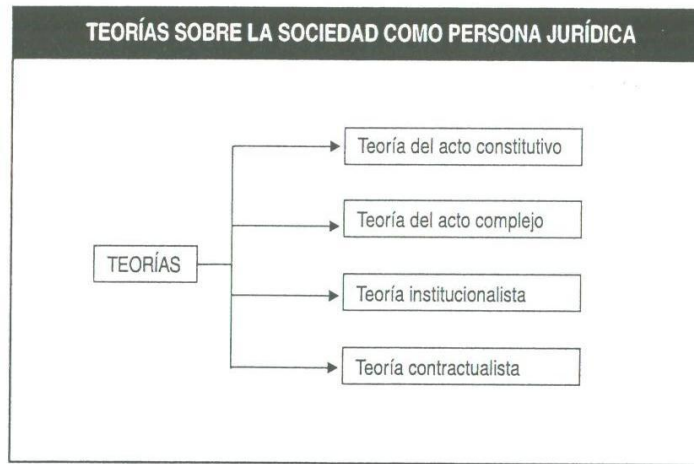 TEORÍAS SOBRE LA SOCIEDAD COMO PERSONA JURÍDICA
Teoría del acto constitutivo
Teoría del acto complejo
TEORÍAS
Teoría institucionalista
Teoría contractualista